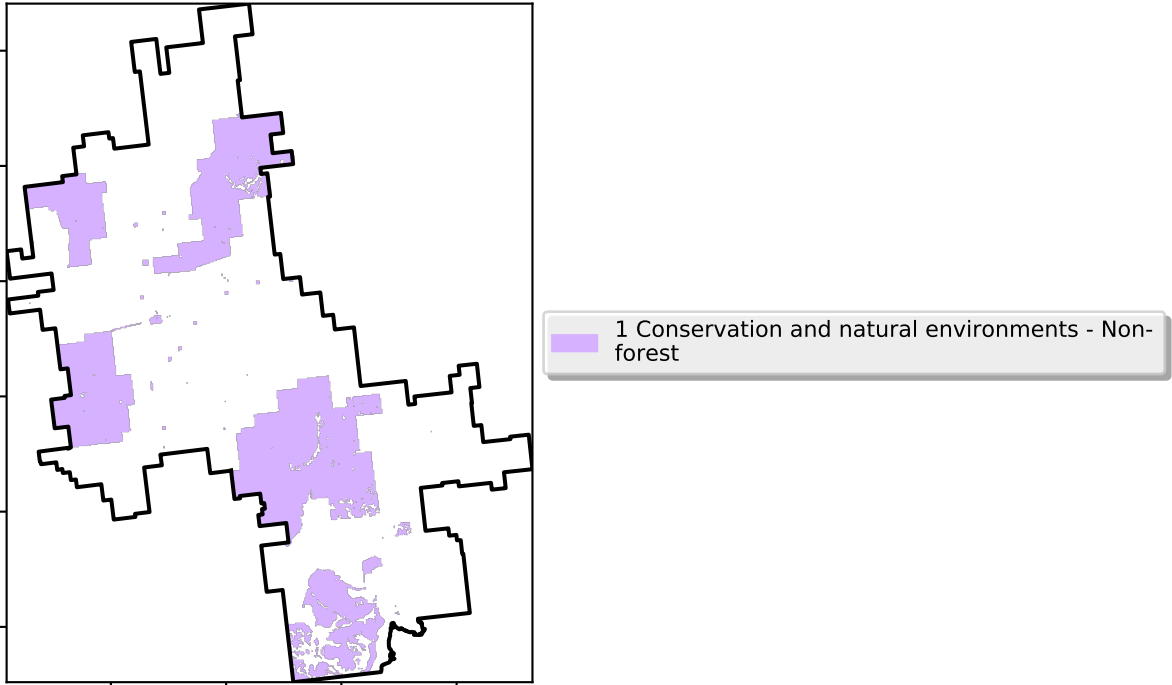 1 Conservation and natural environments - Non-
forest